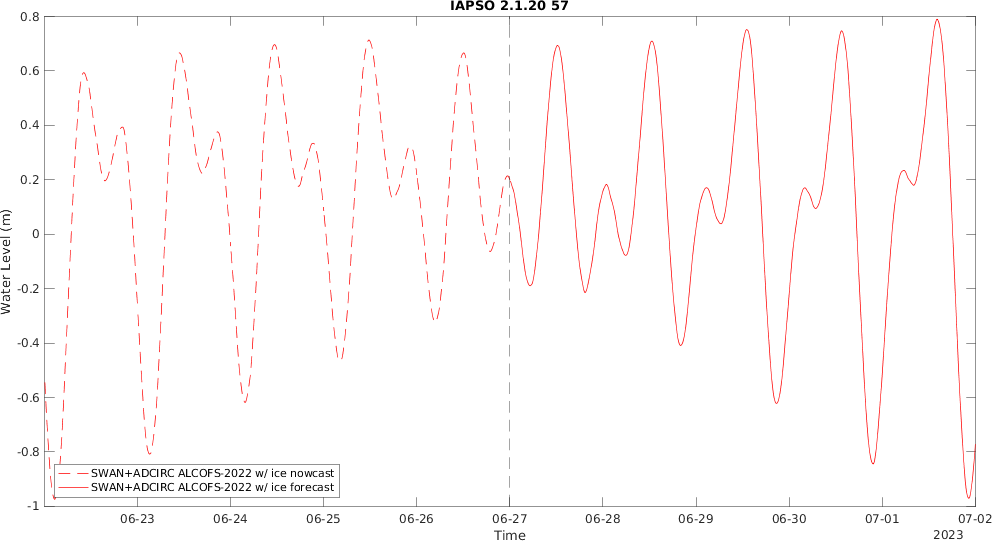 IAPSO 2.1.20 57
0.8
0.6
0.4
0.2
0
-0.2
-0.4
-0.6
-0.8
-1
Water Level (m)
SWAN+ADCIRC ALCOFS-2022 w/ ice nowcast
SWAN+ADCIRC ALCOFS-2022 w/ ice forecast
06-23 06-24 06-25 06-26 06-27 06-28 06-29 06-30 07-01 07-02
Time
2023